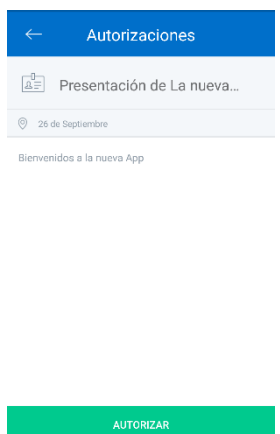 Autorizaciones
Presentación de La nueva...
26 de Septiembre
Bienvenidos a la nueva App
AUTORIZAR